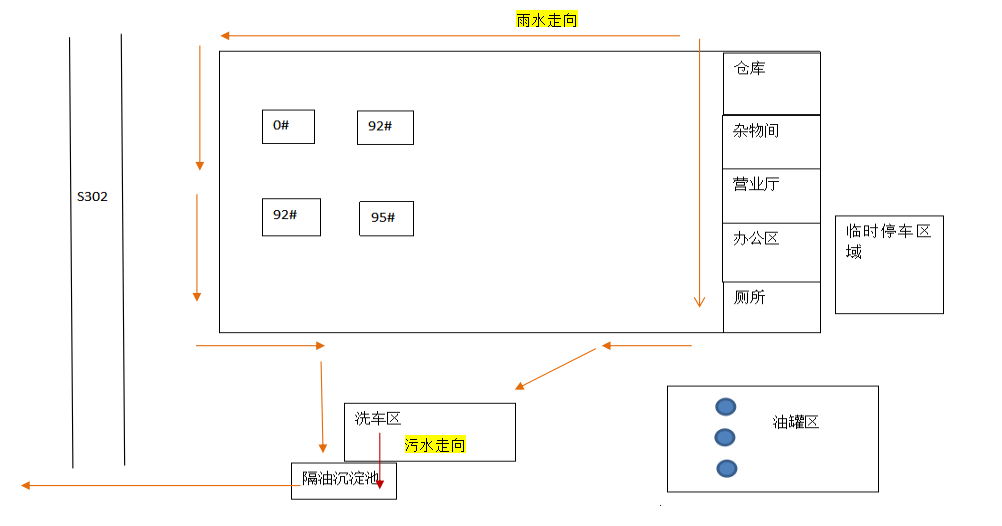 雨水走向
仓库
0#
92#
杂物间
营业厅
S302
92#
95#
办公区
临时停车区
域
厕所
洗车区
污水走向
油罐区
隔油沉淀池